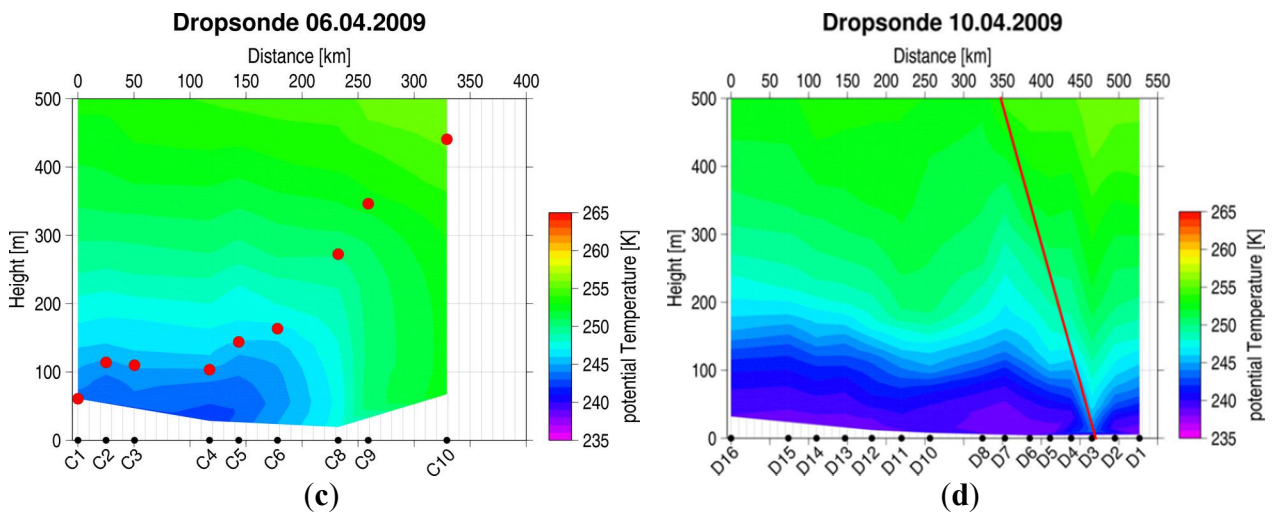 Dropsonde 06.04.2009
Distance [km]
0 50 100 150 200 250 300 350 400
500
400
300
200
100
0
Height [m]
C1 C2 C3 C4 C5 C6 C8 C9 C10
265
260
255
250
245
240
235
potential Temperature [K]
(c)
Dropsonde 10.04.2009
Distance [km]
0 50 100 150 200 250 300 350 400 450 500 550
500
400
300
200
100
0
Height [m]
D16 D15 D14 D13 D12 D11 D10 D8 D7 D6 D5 D4 D3 D2 D1
265
260
255
250
245
240
235
potential Temperature [K]
(d)